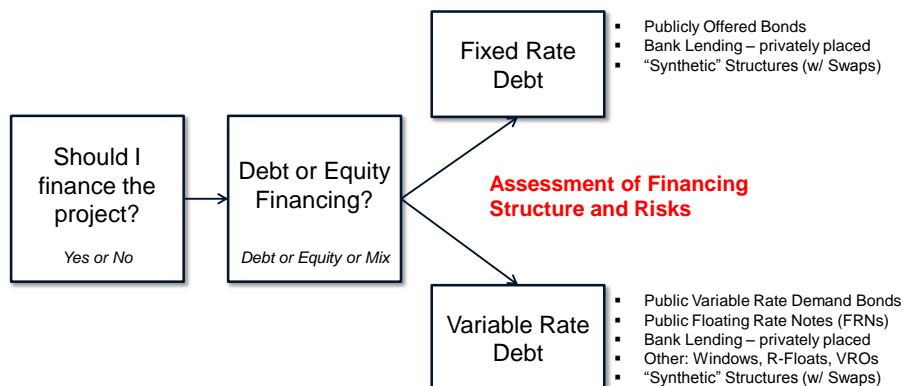 Should I
finance the
project?
Yes or No
Debt or Equity
Financing?
Debt or Equity or Mix
Fixed Rate
Debt
▪ Publicly Offered Bonds
▪ Bank Lending – privately placed
▪ “Synthetic” Structures (w/ Swaps)
Assessment of Financing
Structure and Risks
Variable Rate
Debt
▪ Public Variable Rate Demand Bonds
▪ Public Floating Rate Notes (FRNs)
▪ Bank Lending – privately placed
▪ Other: Windows, R-Floats, VROs
▪ “Synthetic” Structures (w/ Swaps)